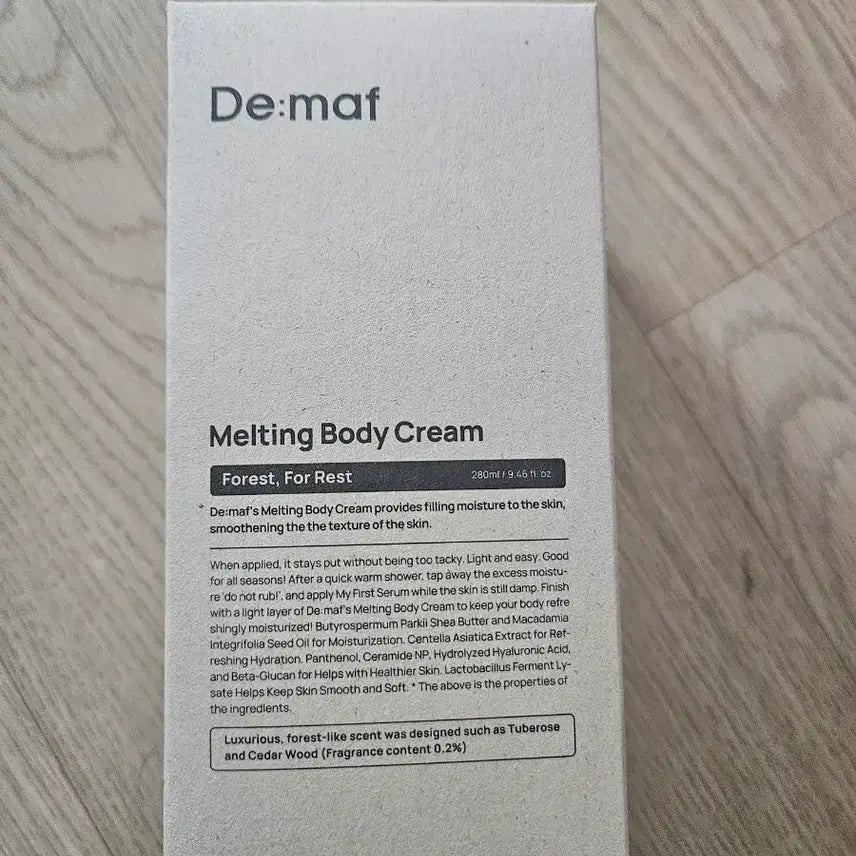 De:maf
Melting Body Cream
Forest, For Rest 280ml / 9.46 fl. oz.
* De:maf's Melting Body Cream provides filling moisture to the skin,
smoothening the the texture of the skin.
When applied, it stays put without being too tacky. Light and easy. Good
for all seasons! After a quick warm shower, tap away the excess moistu-
re 'do not rub!', and apply My First Serum while the skin is still damp. Finish
with a light layer of De:maf's Melting Body Cream to keep your body refre
shingly moisturized! Butyrospermum Parkii Shea Butter and Macadamia
Integrifolia Seed Oil for Moisturization. Centella Asiatica Extract for Ref-
reshing Hydration. Panthenol, Ceramide NP, Hydrolyzed Hyaluronic Acid,
and Beta-Glucan for Helps with Healthier Skin. Lactobacillus Ferment Ly-
sate Helps Keep Skin Smooth and Soft. * The above is the properties of
the ingredients.
Luxurious, forest-like scent was designed such as Tuberose
and Cedar Wood (Fragrance content 0.2%)